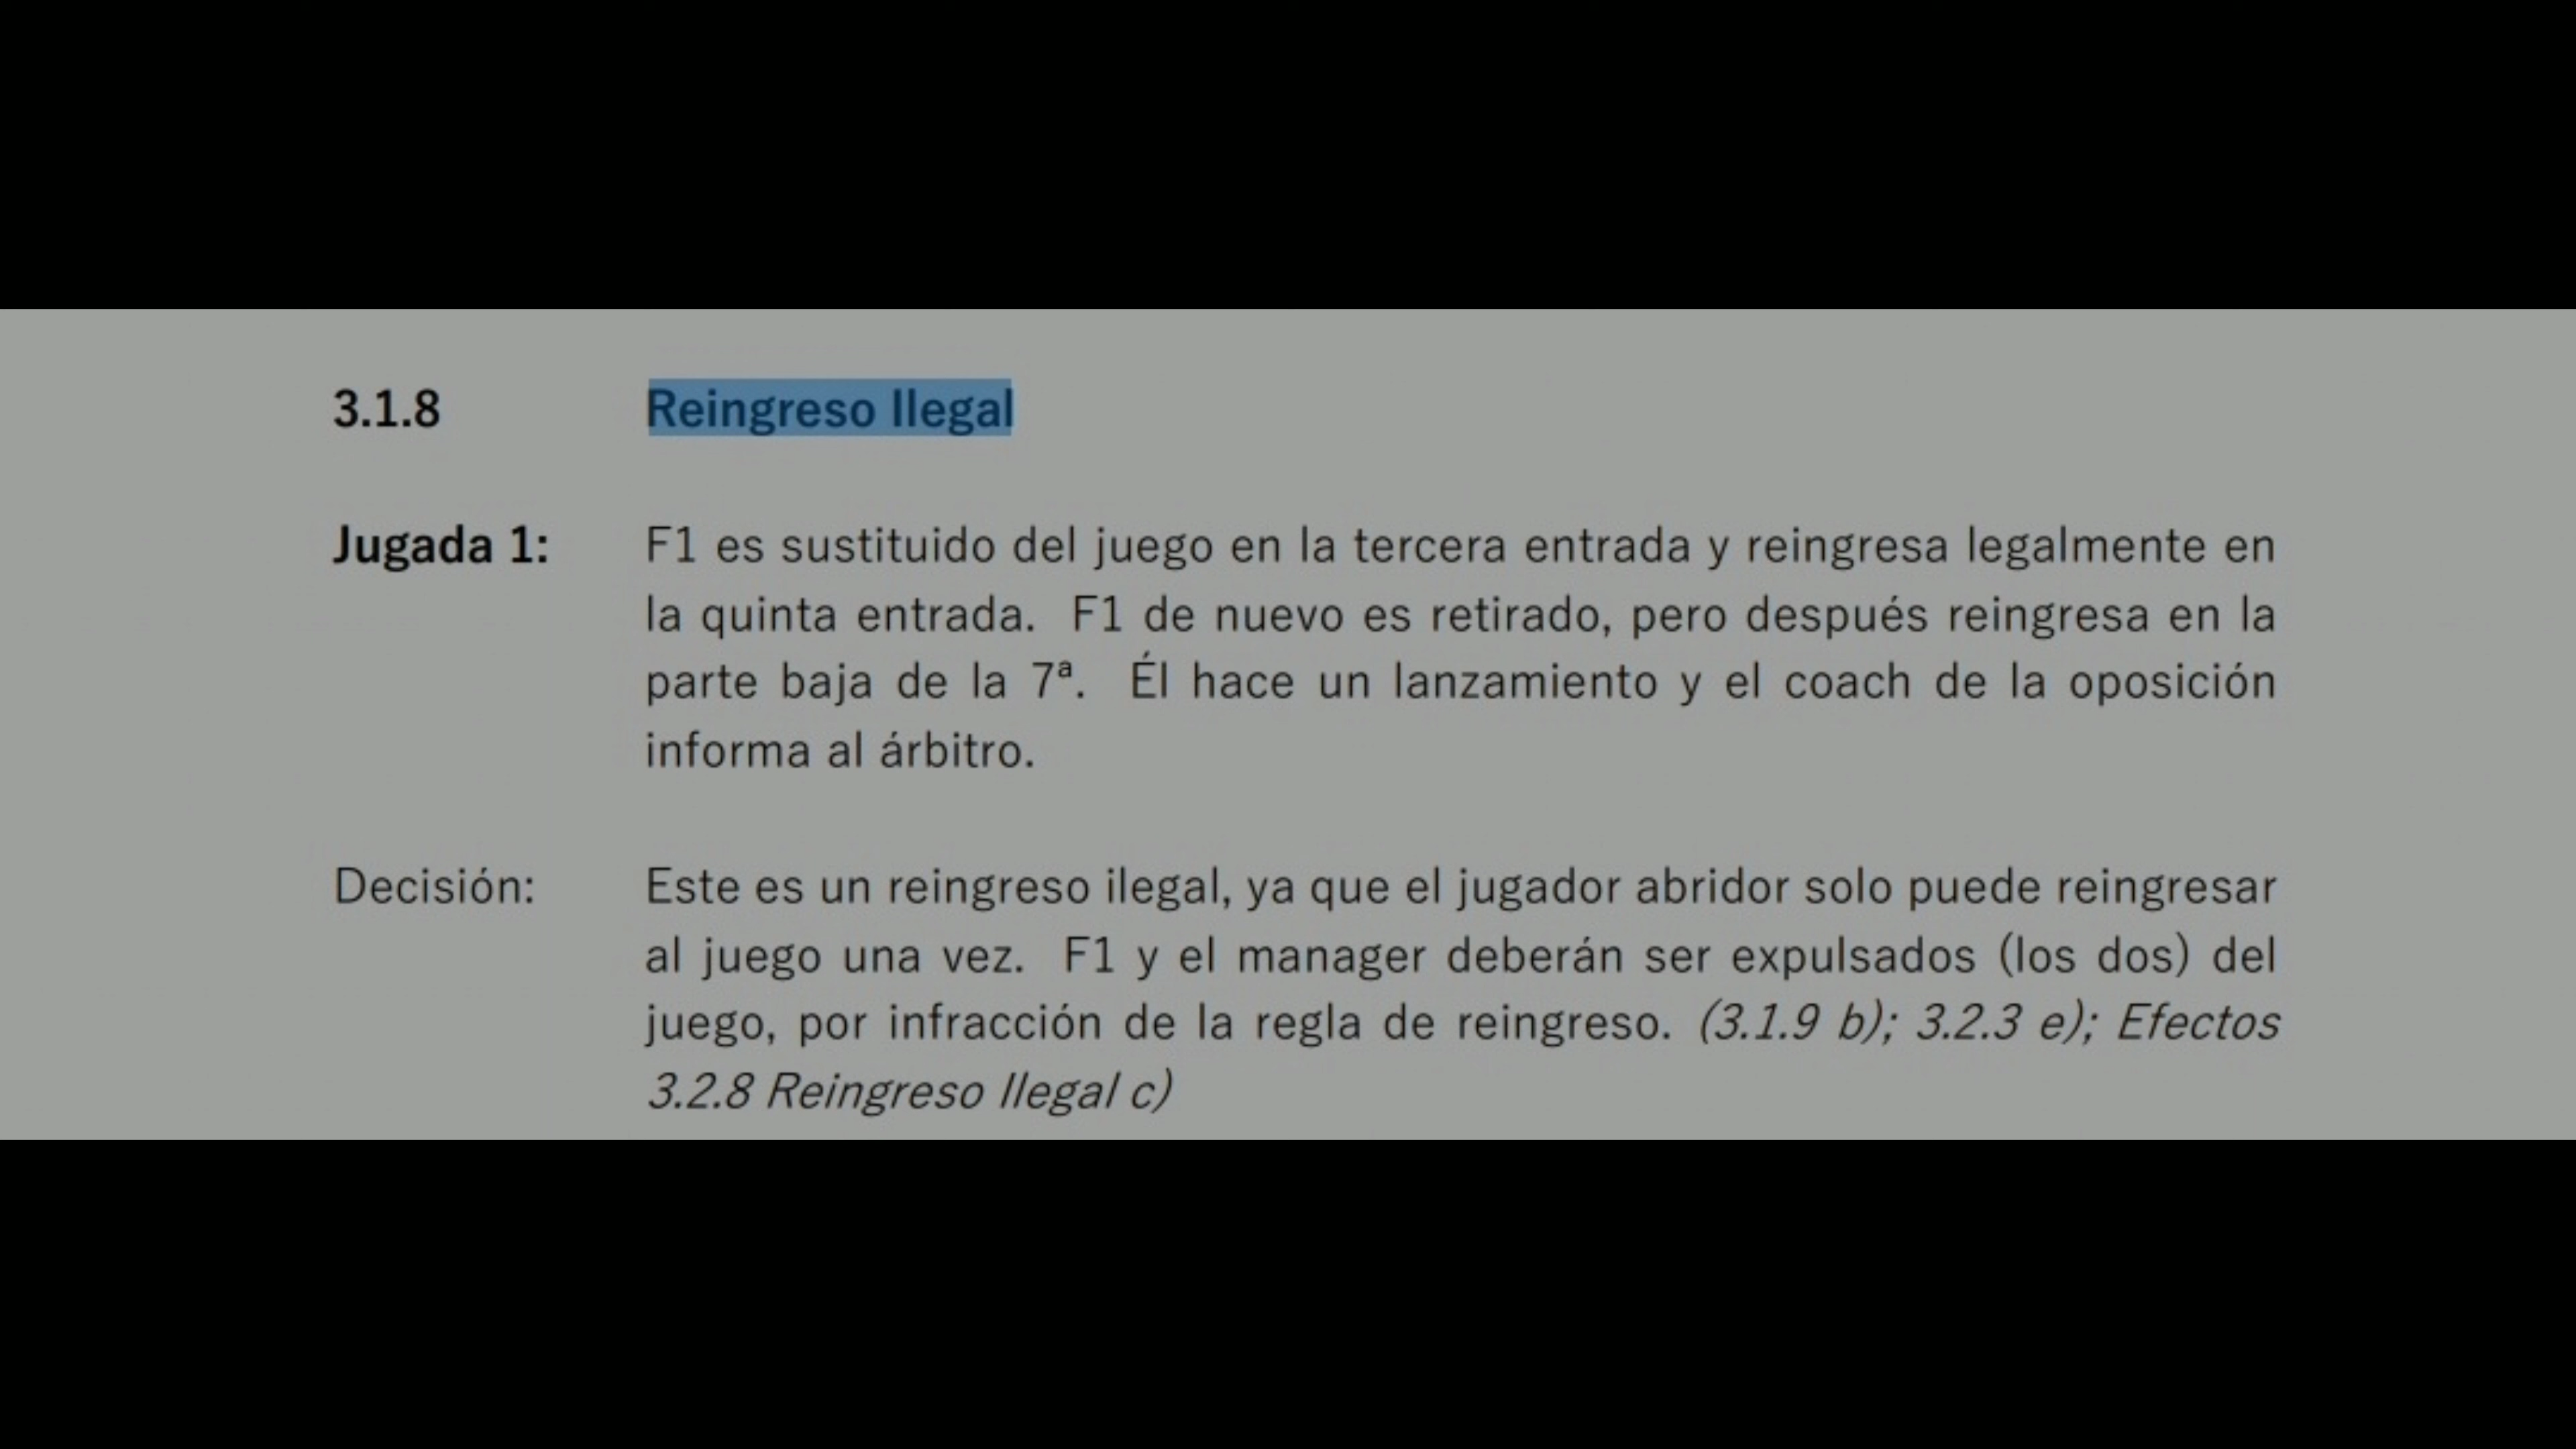 3.1.8 Reingreso Ilegal
Jugada 1: F1 es sustituido del juego en la tercera entrada y reingresa legalmente en
la quinta entrada. F1 de nuevo es retirado, pero después reingresa en la
parte baja de la 7ª. Él hace un lanzamiento y el coach de la oposición
informa al árbitro.
Decisión: Este es un reingreso ilegal, ya que el jugador abridor solo puede reingresar
al juego una vez. F1 y el manager deberán ser expulsados (los dos) del
juego, por infracción de la regla de reingreso. (3.1.9 b); 3.2.3 e); Efectos
3.2.8 Reingreso Ilegal c)